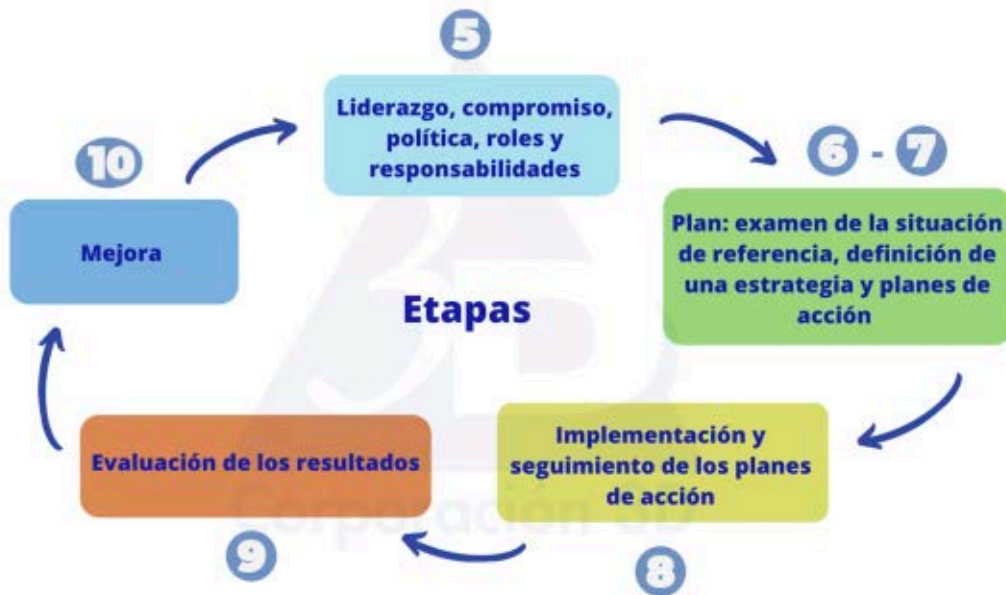 5
Liderazgo, compromiso,
política, roles y
responsabilidades
6 - 7
Plan: examen de la situación
de referencia, definición de
una estrategia y planes de
acción
10
Mejora
Etapas
Implementación y
seguimiento de los planes
de acción
8
Evaluación de los resultados
9
Corporación 3D